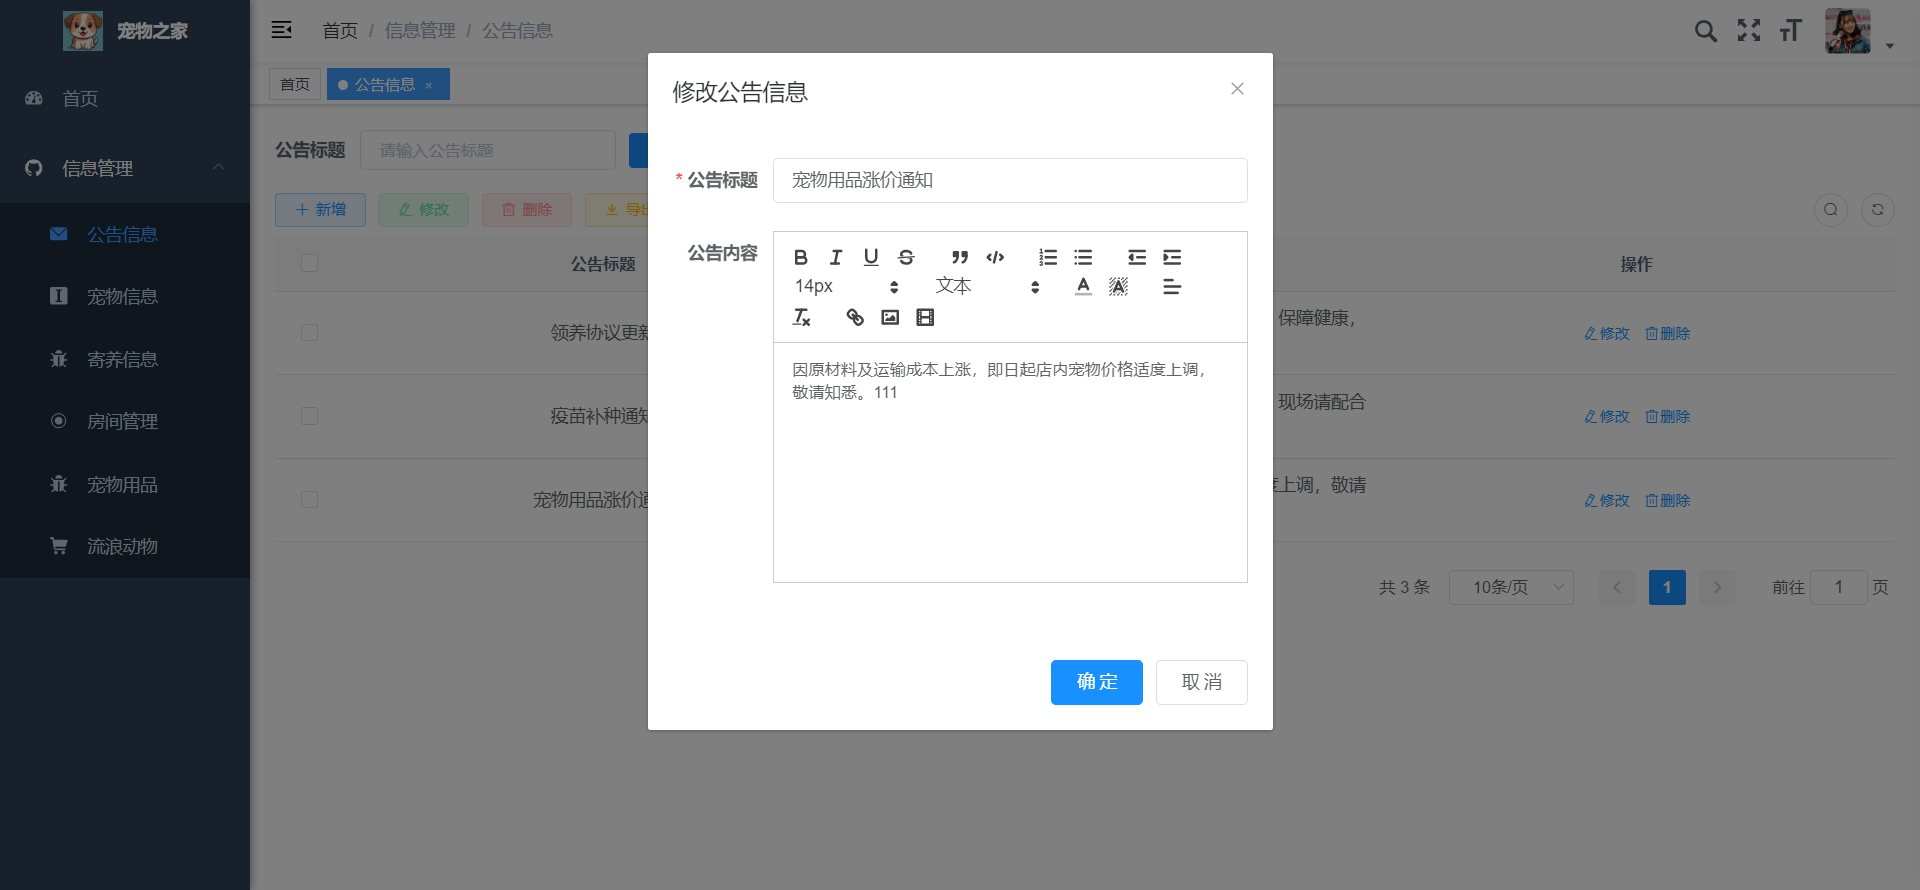 宠物之家
首页
信息管理
公告信息
宠物信息
寄养信息
房间管理
宠物用品
流浪动物
首页 / 信息管理 / 公告信息
首页
公告信息 ×
公告标题 请输入公告标题
新增 修改 删除 导出
公告标题 操作
领养协议更新 保障健康， 修改 删除
疫苗补种通知 现场请配合 修改 删除
宠物用品涨价通 度上调，敬请 修改 删除
共 3 条 10条/页 1 前往 1 页
修改公告信息
* 公告标题 宠物用品涨价通知
公告内容
14px 文本
因原材料及运输成本上涨，即日起店内宠物价格适度上调，
敬请知悉。111
确 定 取 消